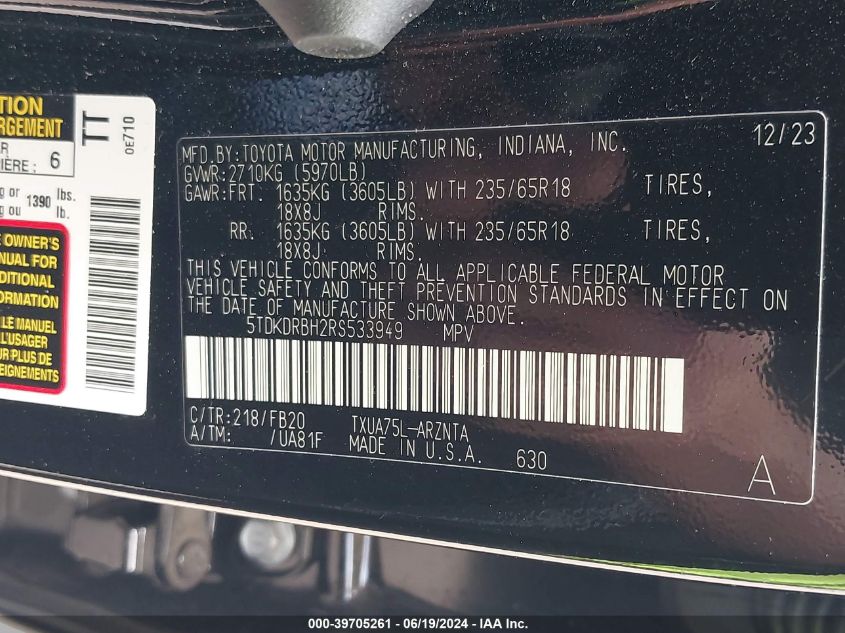 TION
RGEMENT
R
IÈRE: 6
g or 1390 lbs.
g ou lb.
OWNER'S
NUAL FOR
DDITIONAL
FORMATION
LE MANUEL
L'USAGER
UR PLUS DE
EIGNEMENTS
TT
0E710
12/23
MFD.BY:TOYOTA MOTOR MANUFACTURING, INDIANA, INC.
GVWR:2710KG (5970LB)
GAWR:FRT. 1635KG (3605LB) WITH 235/65R18 TIRES,
18X8J RIMS.
RR. 1635KG (3605LB) WITH 235/65R18 TIRES,
18X8J RIMS.
THIS VEHICLE CONFORMS TO ALL APPLICABLE FEDERAL MOTOR
VEHICLE SAFETY AND THEFT PREVENTION STANDARDS IN EFFECT ON
THE DATE OF MANUFACTURE SHOWN ABOVE.
5TDKDRBH2RS533949 MPV
C/TR:218/FB20 TXUA75L-ARZNTA
A/TM: /UA81F MADE IN U.S.A. 630
A
000-39705261 - 06/19/2024 - IAA Inc.